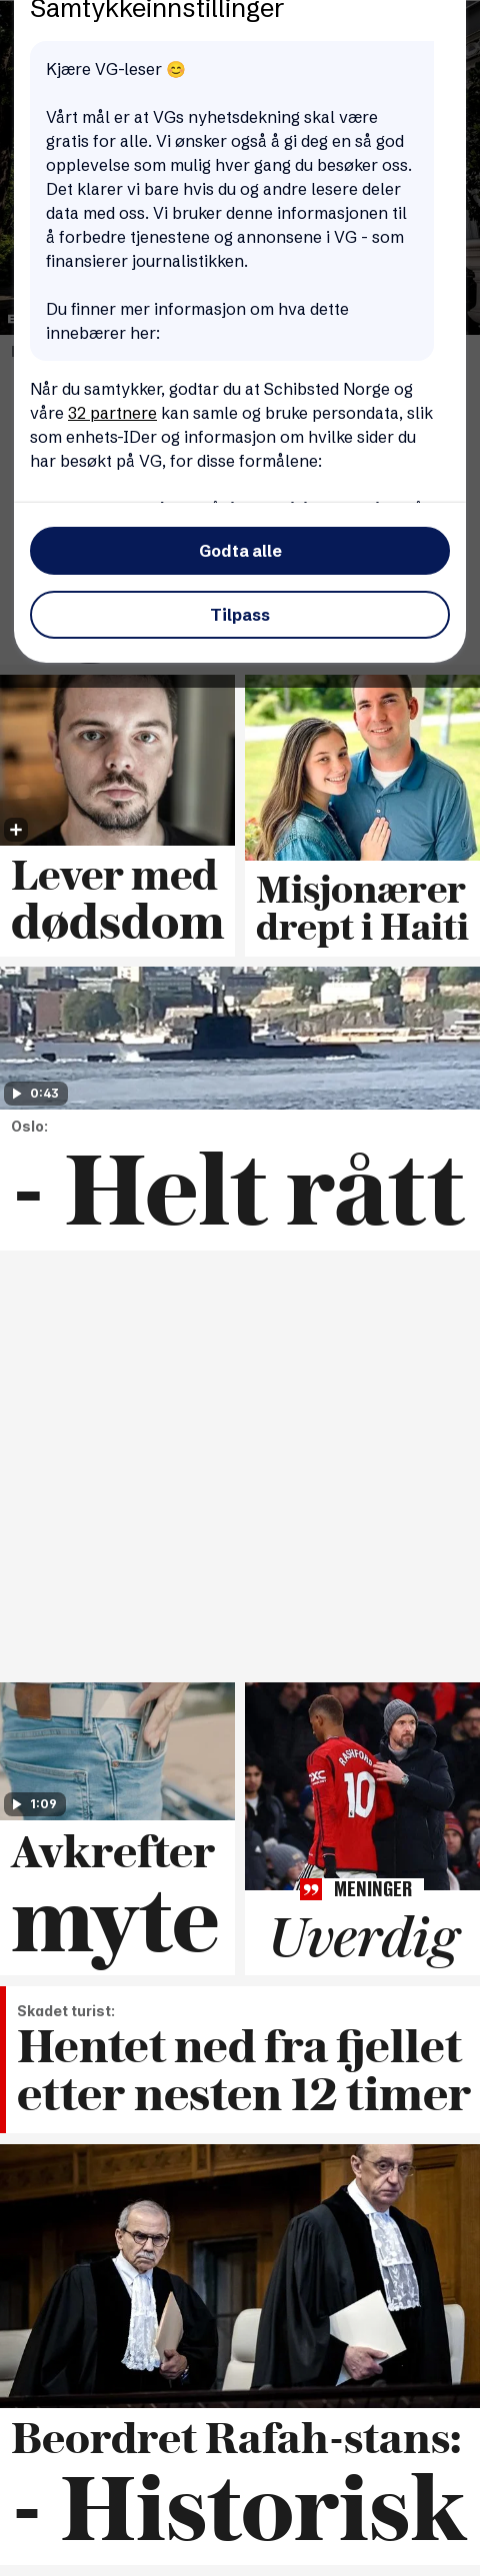 Samtykkeinnstillinger
Kjære VG-leser 😊
Vårt mål er at VGs nyhetsdekning skal være
gratis for alle. Vi ønsker også å gi deg en så god
opplevelse som mulig hver gang du besøker oss.
Det klarer vi bare hvis du og andre lesere deler
data med oss. Vi bruker denne informasjonen til
å forbedre tjenestene og annonsene i VG - som
finansierer journalistikken.
Du finner mer informasjon om hva dette
innebærer her:
Når du samtykker, godtar du at Schibsted Norge og
våre 32 partnere kan samle og bruke persondata, slik
som enhets-IDer og informasjon om hvilke sider du
har besøkt på VG, for disse formålene:
Godta alle
Tilpass
Lever med
dødsdom
Misjonærer
drept i Haiti
0:43
Oslo:
- Helt rått
1:09
Avkrefter
myte
RASHFORD
10
MENINGER
Uverdig
Skadet turist:
Hentet ned fra fjellet
etter nesten 12 timer
Beordret Rafah-stans:
- Historisk